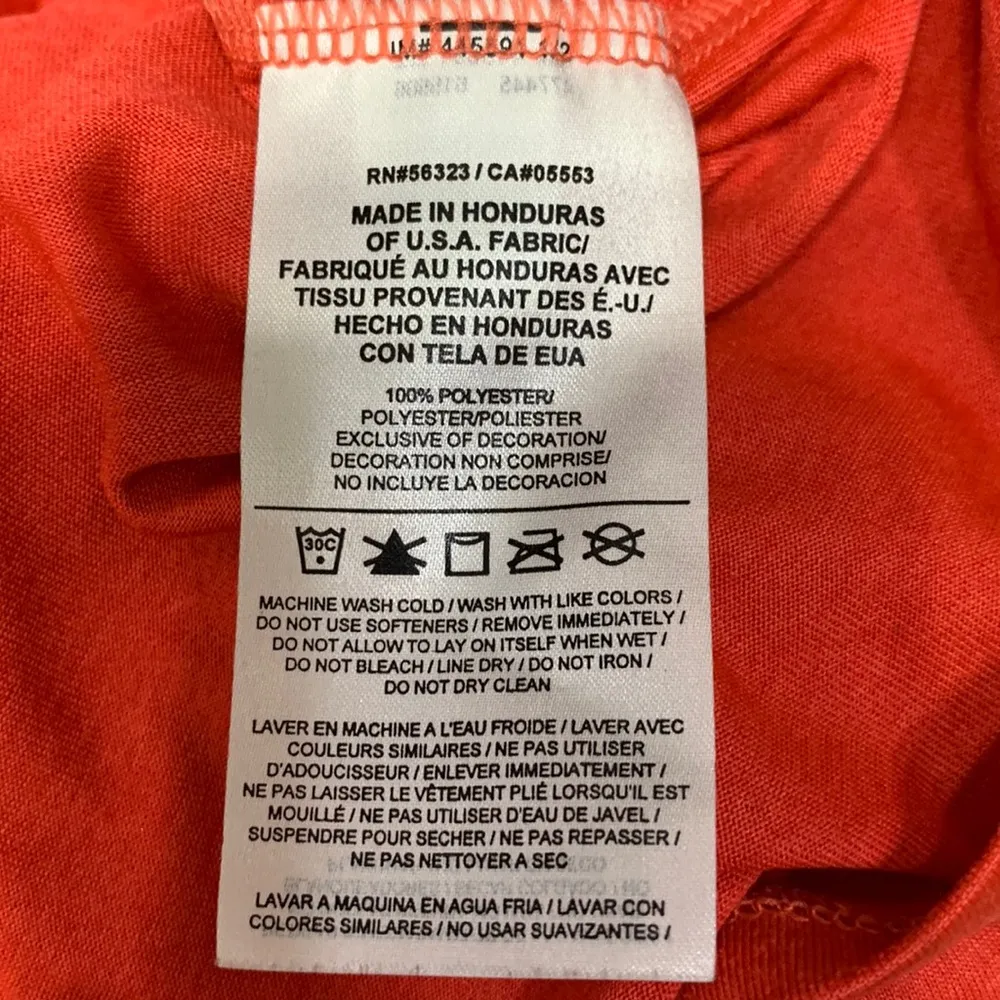 RN#56323 / CA#05553
MADE IN HONDURAS
OF U.S.A. FABRIC/
FABRIQUÉ AU HONDURAS AVEC
TISSU PROVENANT DES É.-U./
HECHO EN HONDURAS
CON TELA DE EUA
100% POLYESTER/
POLYESTER/POLIESTER
EXCLUSIVE OF DECORATION/
DECORATION NON COMPRISE/
NO INCLUYE LA DECORACION
30C
MACHINE WASH COLD / WASH WITH LIKE COLORS /
DO NOT USE SOFTENERS / REMOVE IMMEDIATELY /
DO NOT ALLOW TO LAY ON ITSELF WHEN WET /
DO NOT BLEACH / LINE DRY / DO NOT IRON /
DO NOT DRY CLEAN
LAVER EN MACHINE A L'EAU FROIDE / LAVER AVEC
COULEURS SIMILAIRES / NE PAS UTILISER
D'ADOUCISSEUR / ENLEVER IMMEDIATEMENT /
NE PAS LAISSER LE VÊTEMENT PLIÉ LORSQU'IL EST
MOUILLÉ / NE PAS UTILISER D'EAU DE JAVEL /
SUSPENDRE POUR SECHER / NE PAS REPASSER /
NE PAS NETTOYER A SEC
LAVAR A MAQUINA EN AGUA FRIA / LAVAR CON
COLORES SIMILARES / NO USAR SUAVIZANTES /